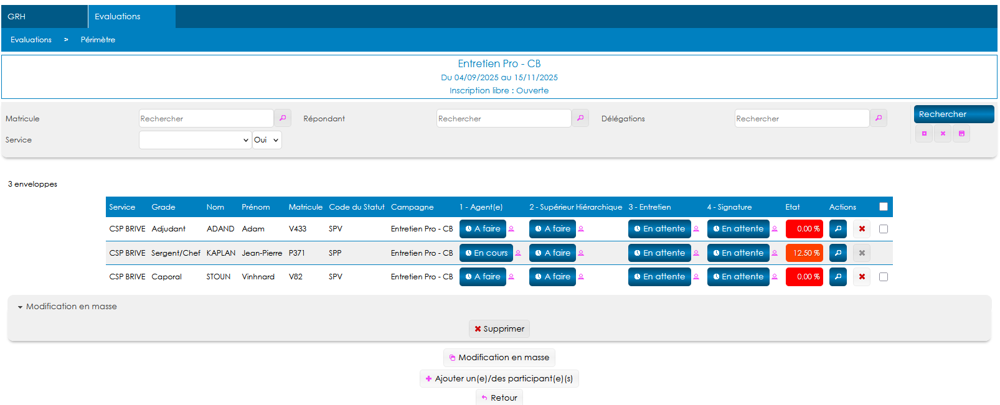 GRH Evaluations
Evaluations > Périmètre
Entretien Pro - CB
Du 04/09/2025 au 15/11/2025
Inscription libre : Ouverte
Matricule Rechercher Répondant Rechercher Délégations Rechercher Rechercher
Service Oui
3 enveloppes
Service Grade Nom Prénom Matricule Code du Statut Campagne 1 - Agent(e) 2 - Supérieur Hiérarchique 3 - Entretien 4 - Signature Etat Actions
CSP BRIVE Adjudant ADAND Adam V433 SPV Entretien Pro - CB A faire A faire En attente En attente 0.00 %
CSP BRIVE Sergent/Chef KAPLAN Jean-Pierre P371 SPP Entretien Pro - CB En cours A faire En attente En attente 12.50 %
CSP BRIVE Caporal STOUN Vinhnard V82 SPV Entretien Pro - CB A faire A faire En attente En attente 0.00 %
Modification en masse
Supprimer
Modification en masse
Ajouter un(e)/des participant(e)(s)
Retour